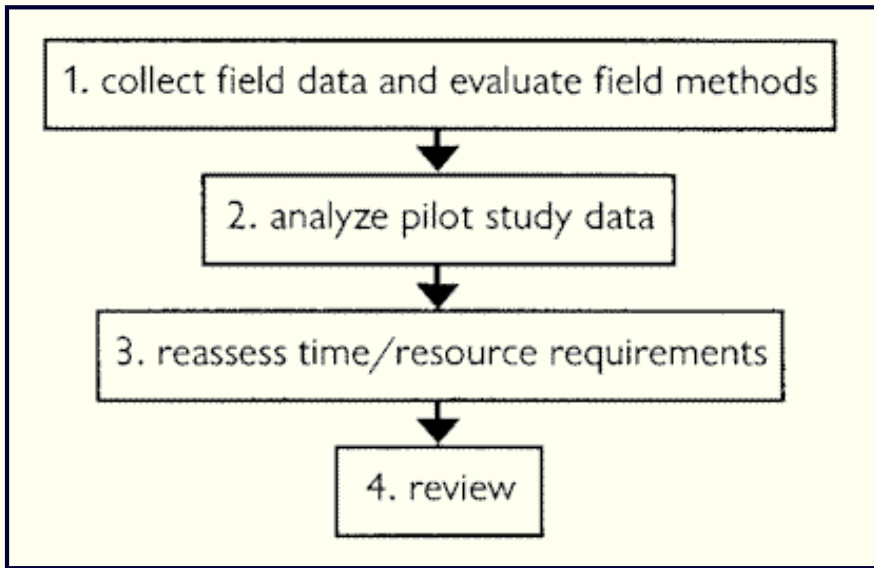 1. collect field data and evaluate field methods
2. analyze pilot study data
3. reassess time/resource requirements
4. review